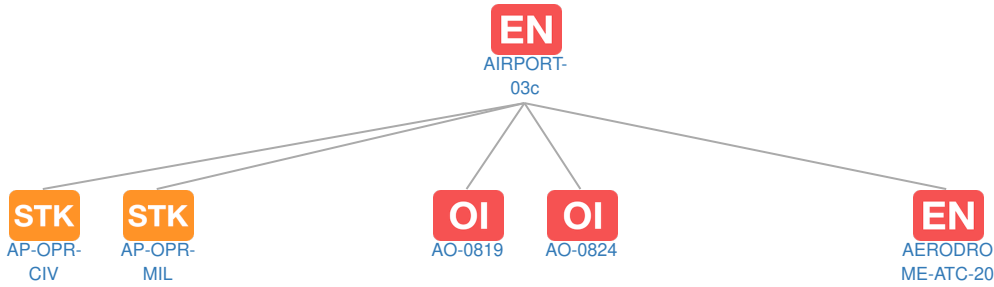 EN
AIRPORT-
03c
STK
AP-OPR-
CIV
STK
AP-OPR-
MIL
OI
AO-0819
OI
AO-0824
EN
AERODRO
ME-ATC-20